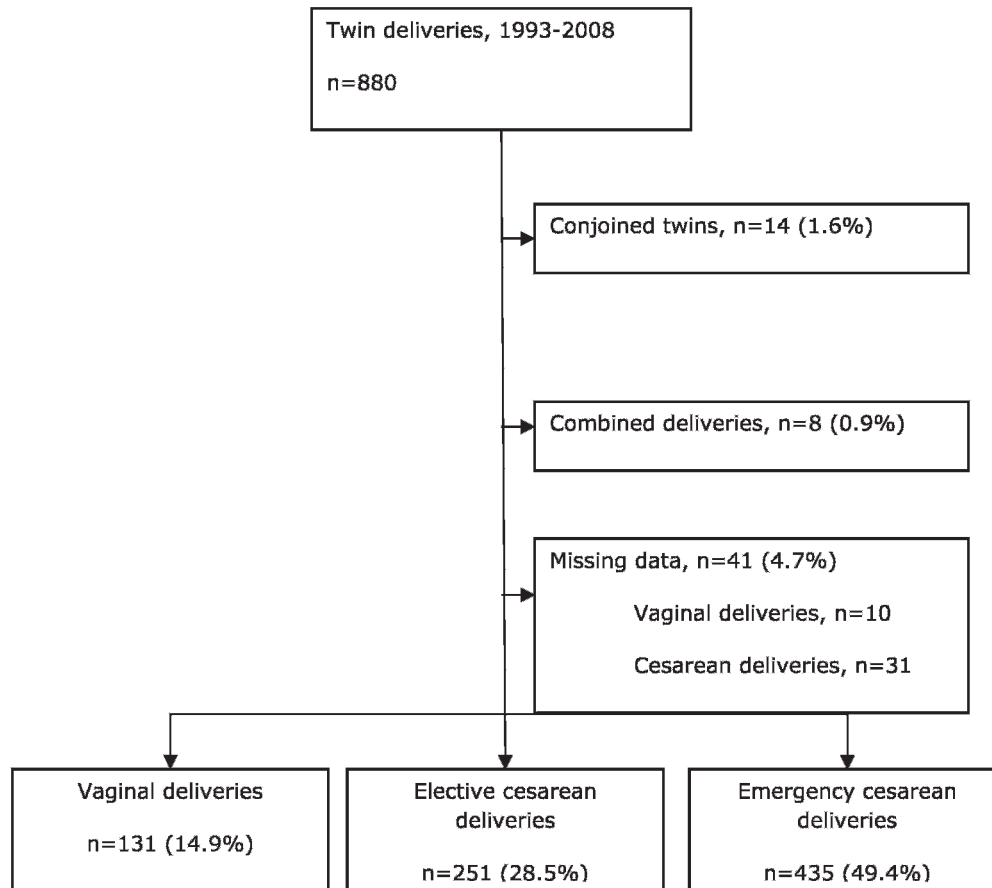 Twin deliveries, 1993-2008
n=880
Conjoined twins, n=14 (1.6%)
Combined deliveries, n=8 (0.9%)
Missing data, n=41 (4.7%)
Vaginal deliveries, n=10
Cesarean deliveries, n=31
Vaginal deliveries
n=131 (14.9%)
Elective cesarean
deliveries
n=251 (28.5%)
Emergency cesarean
deliveries
n=435 (49.4%)